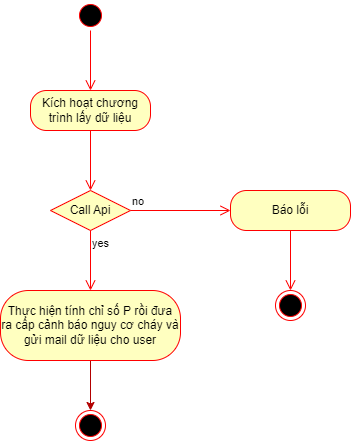 Kích hoạt chương
trình lấy dữ liệu
Call Api
no
Báo lỗi
yes
Thực hiện tính chỉ số P rồi đưa
ra cấp cảnh báo nguy cơ cháy và
gửi mail dữ liệu cho user